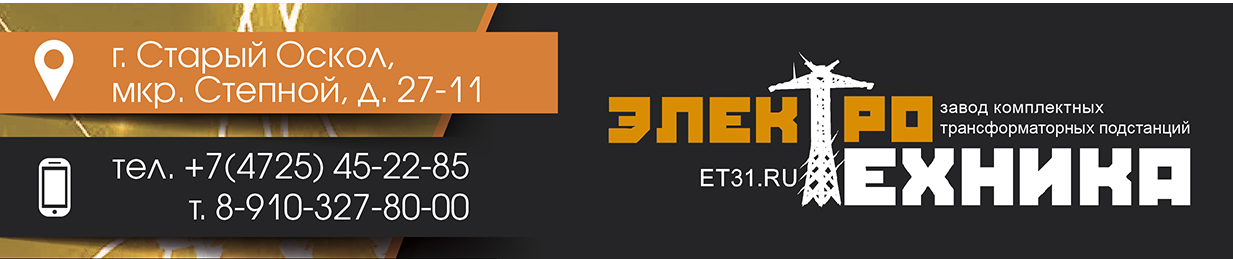 г. Старый Оскол,
мкр. Степной, д. 27-11
тел. +7(4725) 45-22-85
т. 8-910-327-80-00
ЭЛЕКТРО
ТЕХНИКА
завод комплектных
трансформаторных подстанций
ET31.RU